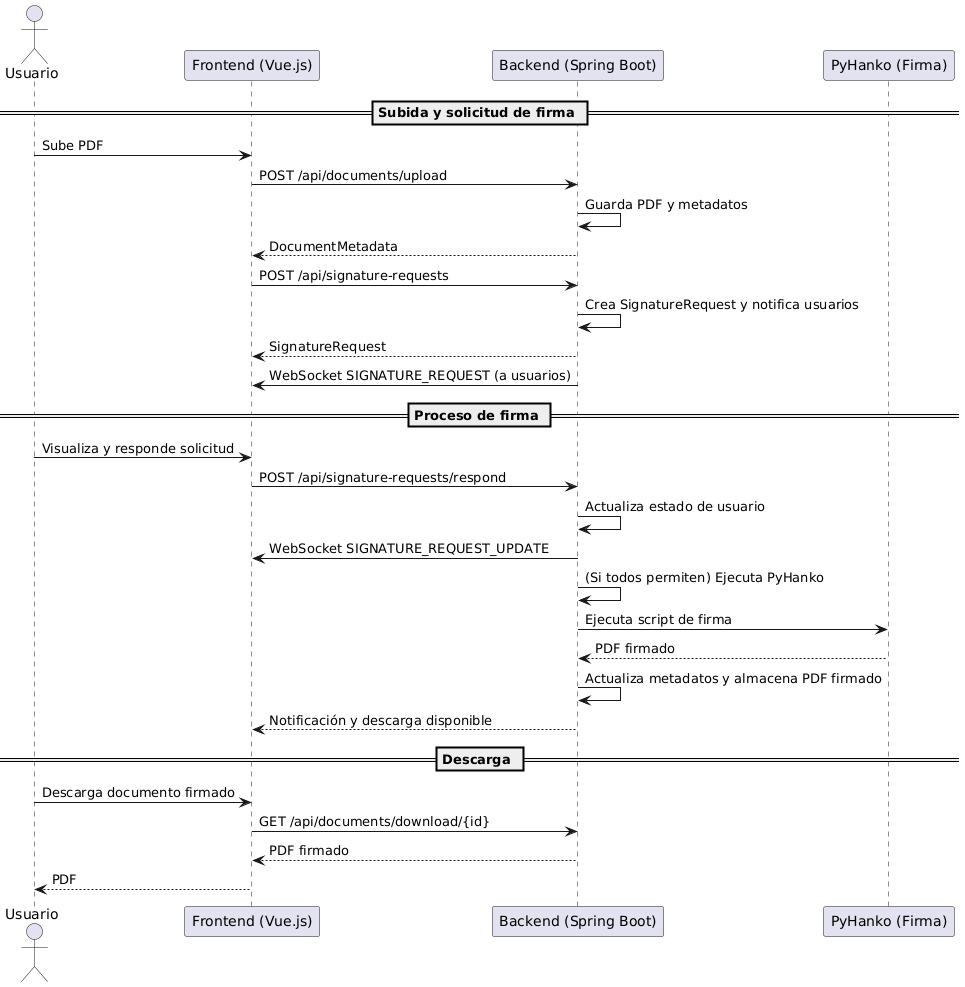 Usuario
Frontend (Vue.js)
Backend (Spring Boot)
PyHanko (Firma)
Subida y solicitud de firma
Sube PDF
POST /api/documents/upload
Guarda PDF y metadatos
DocumentMetadata
POST /api/signature-requests
Crea SignatureRequest y notifica usuarios
SignatureRequest
WebSocket SIGNATURE_REQUEST (a usuarios)
Proceso de firma
Visualiza y responde solicitud
POST /api/signature-requests/respond
Actualiza estado de usuario
WebSocket SIGNATURE_REQUEST_UPDATE
(Si todos permiten) Ejecuta PyHanko
Ejecuta script de firma
PDF firmado
Actualiza metadatos y almacena PDF firmado
Notificación y descarga disponible
Descarga
Descarga documento firmado
GET /api/documents/download/{id}
PDF firmado
PDF
Usuario
Frontend (Vue.js)
Backend (Spring Boot)
PyHanko (Firma)